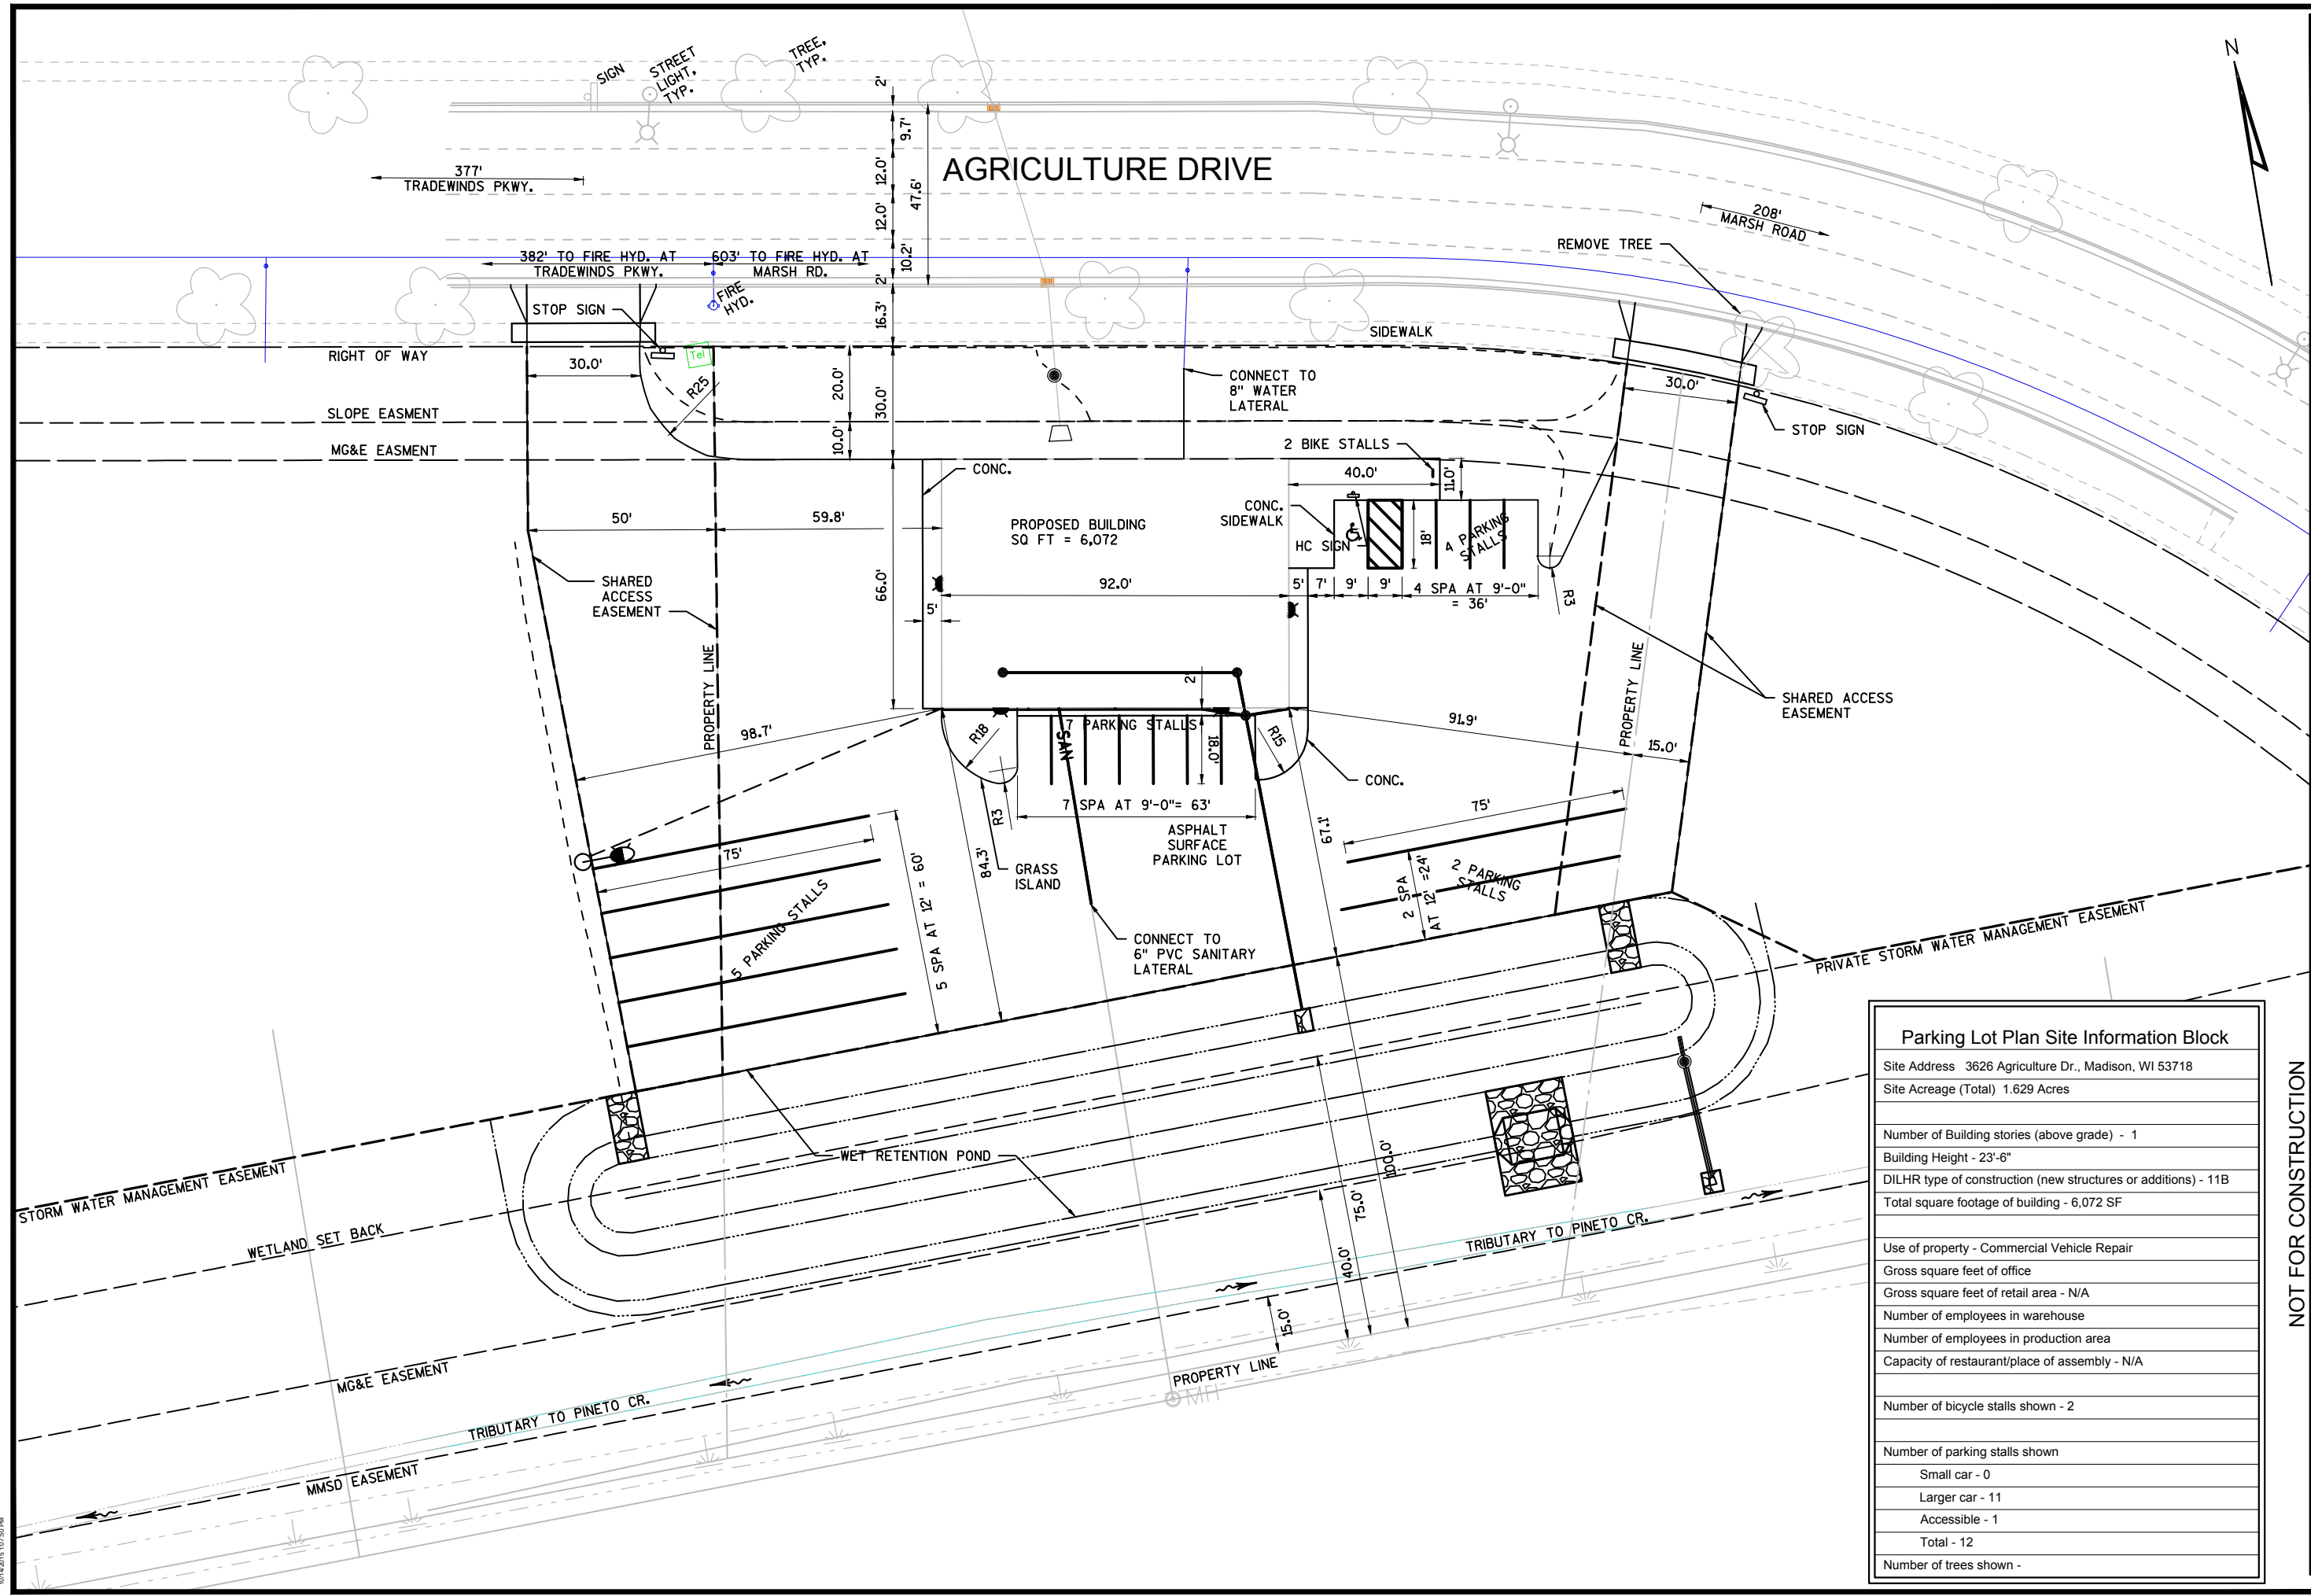 SIGN
STREET
LIGHT,
TYP.
TREE,
TYP.
N
2'
9.7'
12.0'
47.6'
12.0'
10.2'
2'
16.3'
AGRICULTURE DRIVE
377'
TRADEWINDS PKWY.
208'
MARSH ROAD
REMOVE TREE
382' TO FIRE HYD. AT
TRADEWINDS PKWY.
603' TO FIRE HYD. AT
MARSH RD.
FIRE
HYD.
STOP SIGN
Tel
SIDEWALK
RIGHT OF WAY
30.0'
R25
20.0'
30.0'
10.0'
CONNECT TO
8" WATER
LATERAL
30.0'
STOP SIGN
SLOPE EASMENT
MG&E EASMENT
2 BIKE STALLS
CONC.
40.0'
11.0'
CONC.
SIDEWALK
HC SIGN
18'
4 PARKING
STALLS
50'
59.8'
PROPOSED BUILDING
SQ FT = 6,072
SHARED
ACCESS
EASEMENT
66.0'
92.0'
5'
5'
7'
9'
9'
4 SPA AT 9'-0"
= 36'
R3
PROPERTY LINE
PROPERTY LINE
SHARED ACCESS
EASEMENT
2'
98.7'
R18
7 PARKING STALLS
SAN
18.0'
R15
91.9'
15.0'
CONC.
7 SPA AT 9'-0"= 63'
R3
ASPHALT
SURFACE
PARKING LOT
75'
75'
67.1'
84.3'
GRASS
ISLAND
5 PARKING STALLS
5 SPA AT 12' = 60'
2 SPA
AT 12' =24'
2 PARKING
STALLS
CONNECT TO
6" PVC SANITARY
LATERAL
PRIVATE STORM WATER MANAGEMENT EASEMENT
STORM WATER MANAGEMENT EASEMENT
WET RETENTION POND
WETLAND SET BACK
100.0'
75.0'
40.0'
15.0'
TRIBUTARY TO PINETO CR.
MG&E EASEMENT
PROPERTY LINE
MFI
TRIBUTARY TO PINETO CR.
MMSD EASEMENT
Parking Lot Plan Site Information Block
Site Address 3626 Agriculture Dr., Madison, WI 53718
Site Acreage (Total) 1.629 Acres
Number of Building stories (above grade) - 1
Building Height - 23'-6"
DILHR type of construction (new structures or additions) - 11B
Total square footage of building - 6,072 SF
Use of property - Commercial Vehicle Repair
Gross square feet of office
Gross square feet of retail area - N/A
Number of employees in warehouse
Number of employees in production area
Capacity of restaurant/place of assembly - N/A
Number of bicycle stalls shown - 2
Number of parking stalls shown
Small car - 0
Larger car - 11
Accessible - 1
Total - 12
Number of trees shown -
NOT FOR CONSTRUCTION
10/14/2015 1:07:50 PM